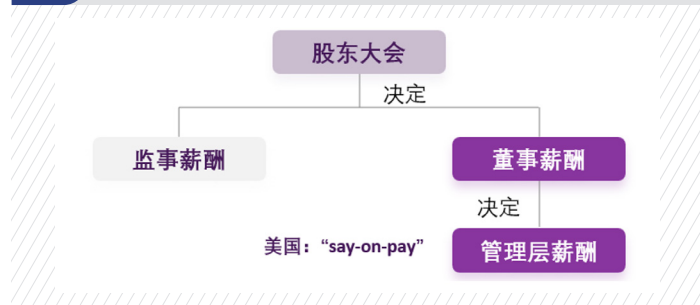 股东大会
决定
监事薪酬
董事薪酬
决定
美国：“say-on-pay”
管理层薪酬